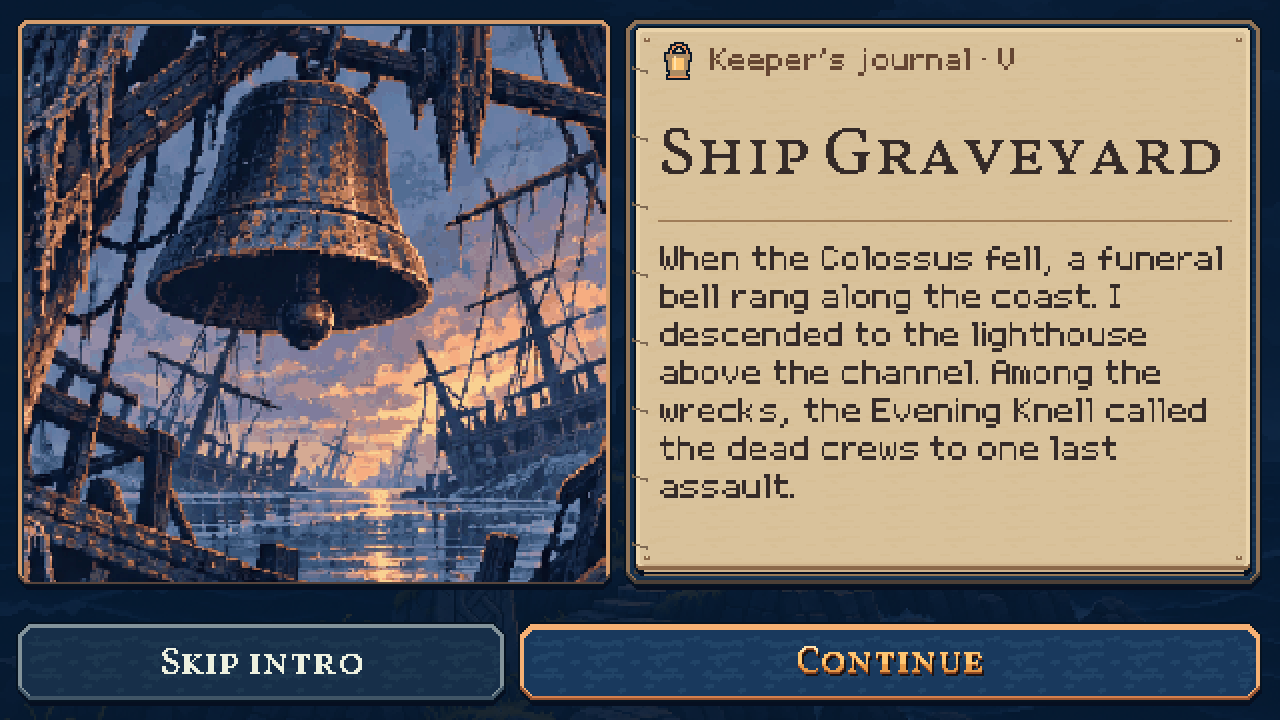 Keeper's journal · V
Ship Graveyard
When the Colossus fell, a funeral
bell rang along the coast. I
descended to the lighthouse
above the channel. Among the
wrecks, the Evening Knell called
the dead crews to one last
assault.
Skip intro
Continue